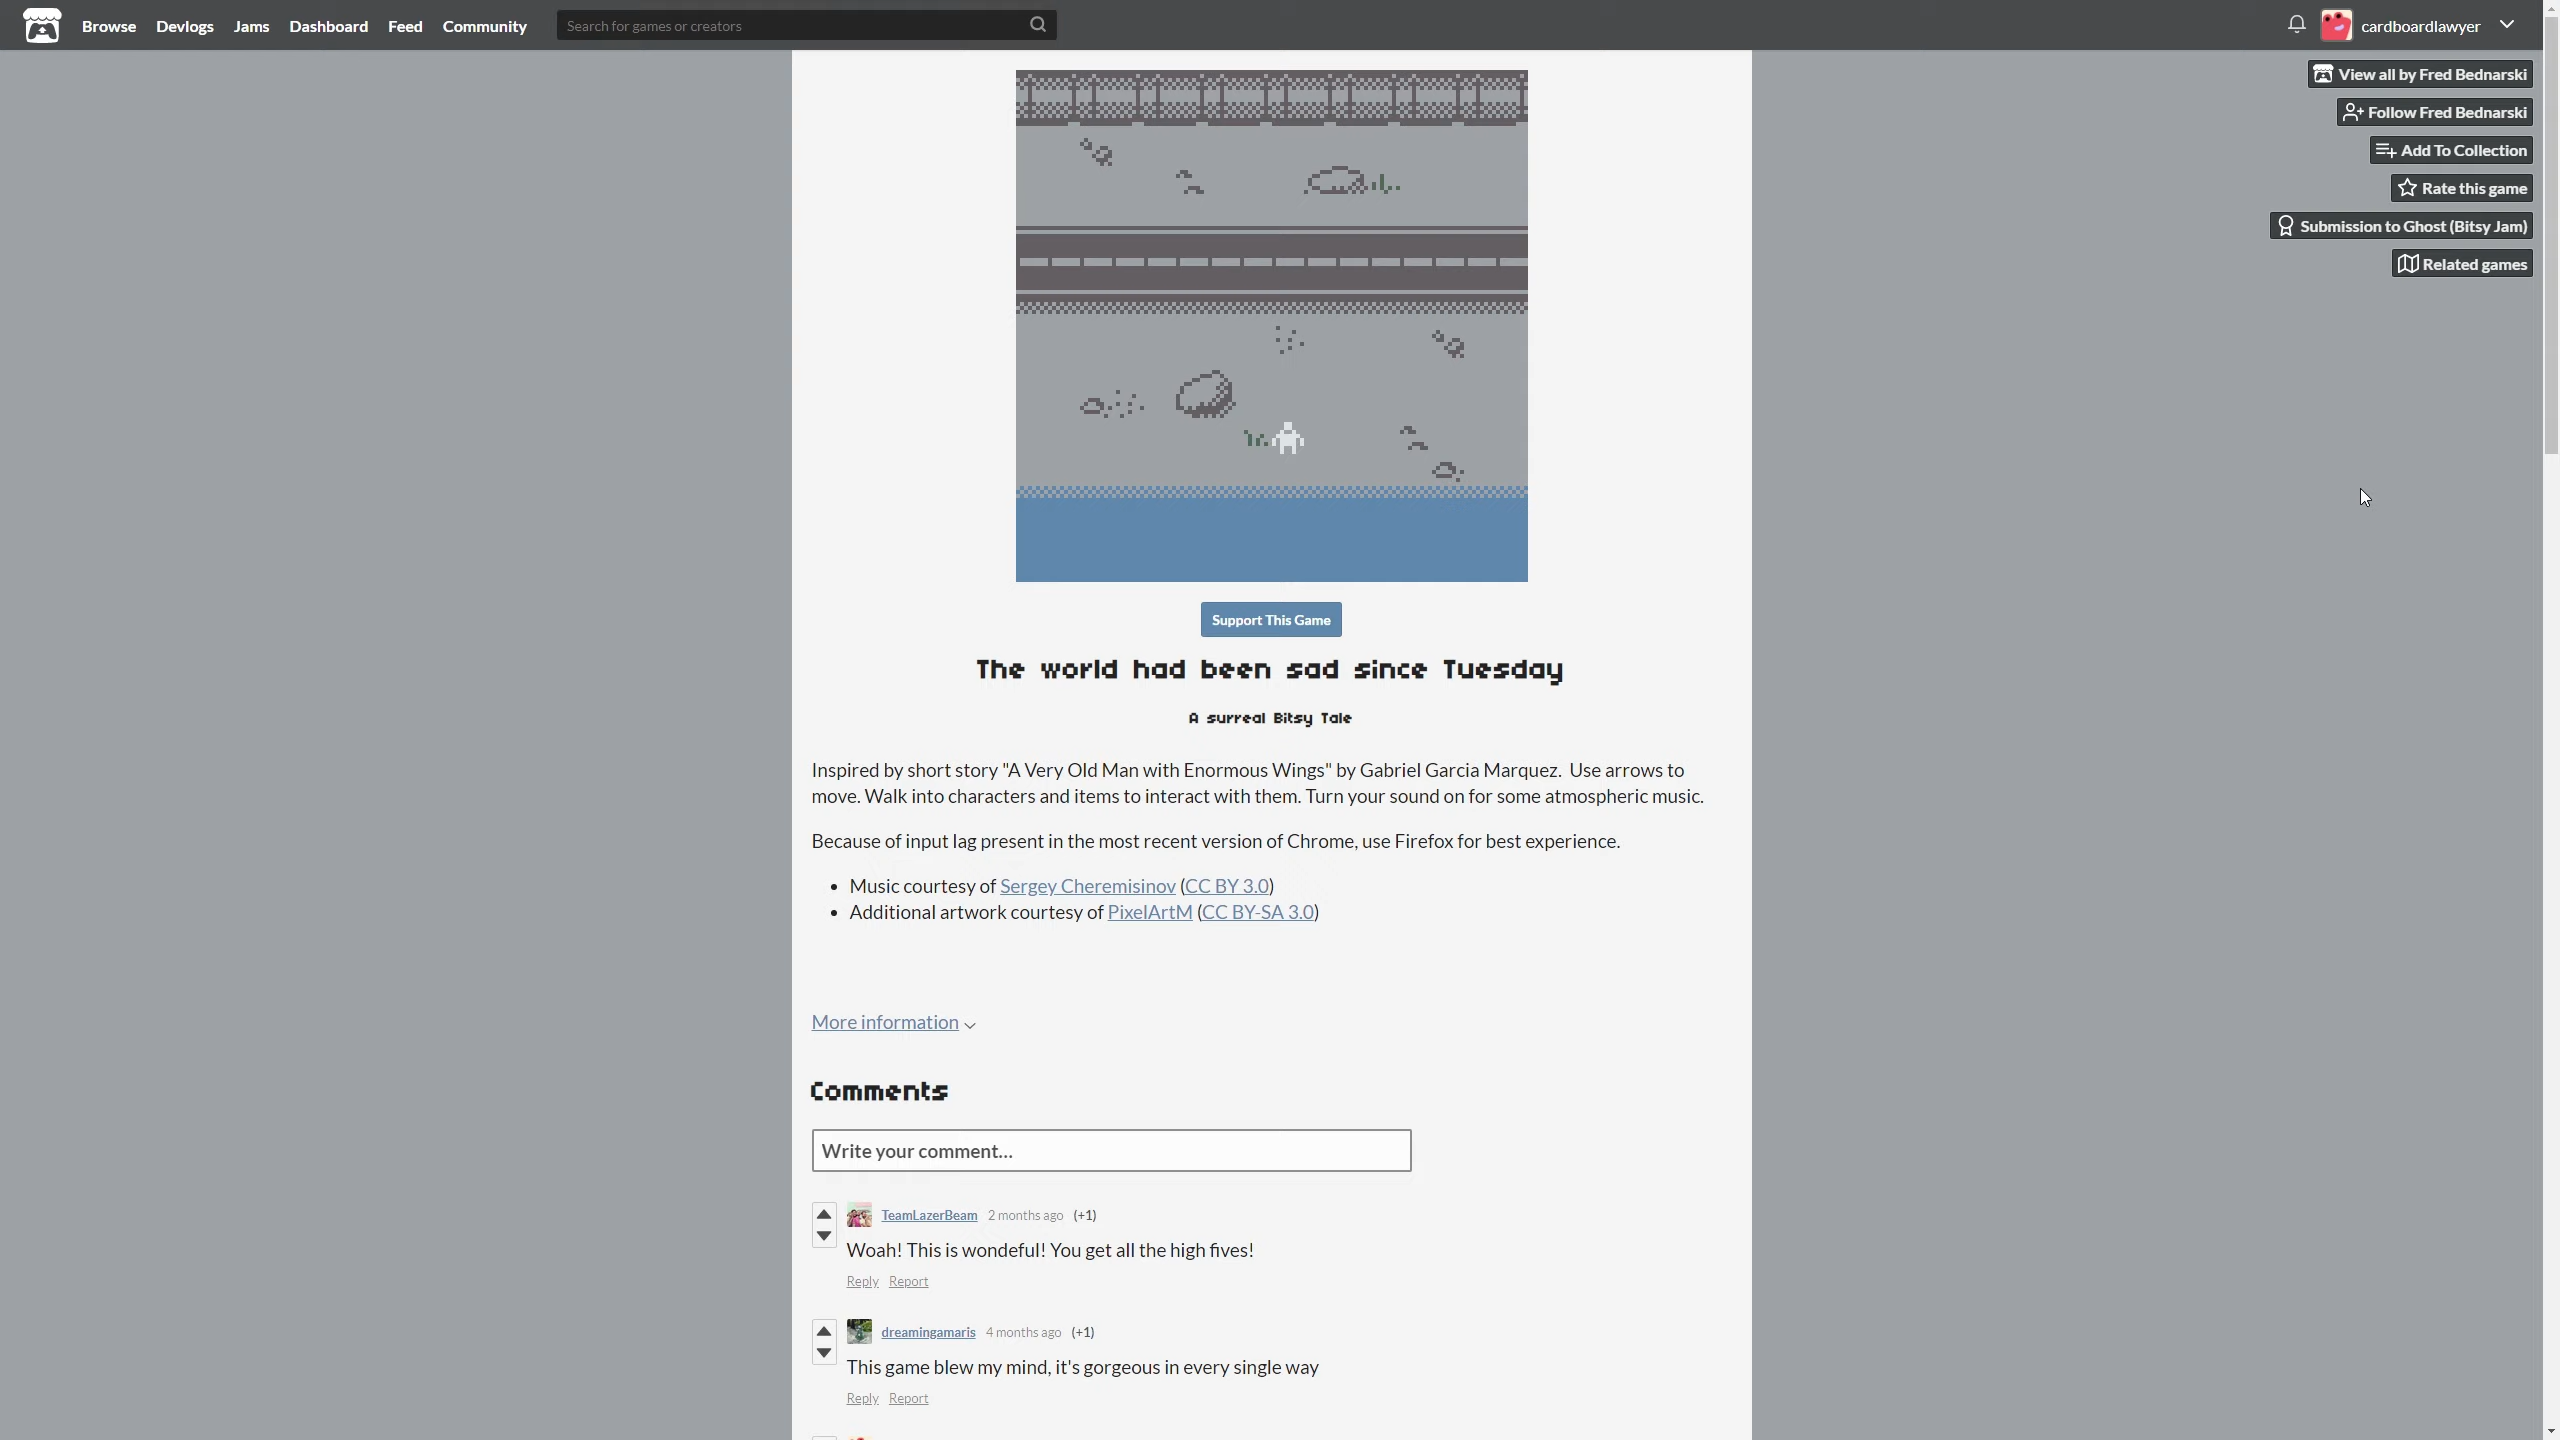 Browse Devlogs Jams Dashboard Feed Community Search for games or creators cardboardlawyer
View all by Fred Bednarski
Follow Fred Bednarski
Add To Collection
Rate this game
Submission to Ghost (Bitsy Jam)
Related games
Support This Game
The world had been sad since Tuesday
A surreal Bitsy Tale
Inspired by short story "A Very Old Man with Enormous Wings" by Gabriel Garcia Marquez.  Use arrows to
move. Walk into characters and items to interact with them. Turn your sound on for some atmospheric music.
Because of input lag present in the most recent version of Chrome, use Firefox for best experience.
• Music courtesy of Sergey Cheremisinov (CC BY 3.0)
• Additional artwork courtesy of PixelArtM (CC BY-SA 3.0)
More information
Comments
Write your comment...
TeamLazerBeam 2 months ago (+1)
Woah! This is wondeful! You get all the high fives!
Reply Report
dreamingamaris 4 months ago (+1)
This game blew my mind, it's gorgeous in every single way
Reply Report